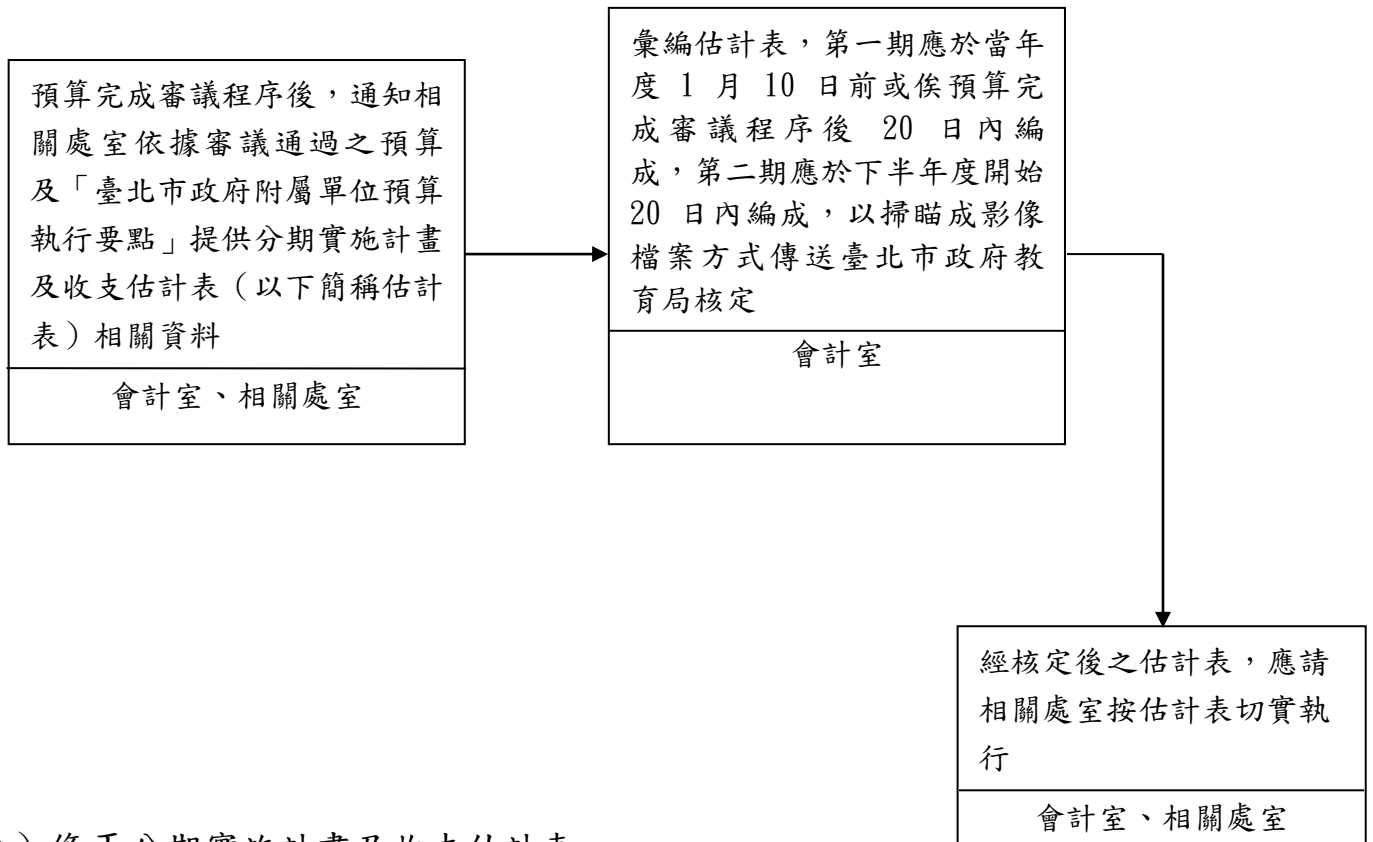 預算完成審議程序後，通知相
關處室依據審議通過之預算
及「臺北市政府附屬單位預算
執行要點」提供分期實施計畫
及收支估計表（以下簡稱估計
表）相關資料
會計室、相關處室
彙編估計表，第一期應於當年
度 1 月 10 日前或俟預算完
成審議程序後 20 日內編
成，第二期應於下半年度開始
20 日內編成，以掃瞄成影像
檔案方式傳送臺北市政府教
育局核定
會計室
經核定後之估計表，應請
相關處室按估計表切實執
行
會計室、相關處室